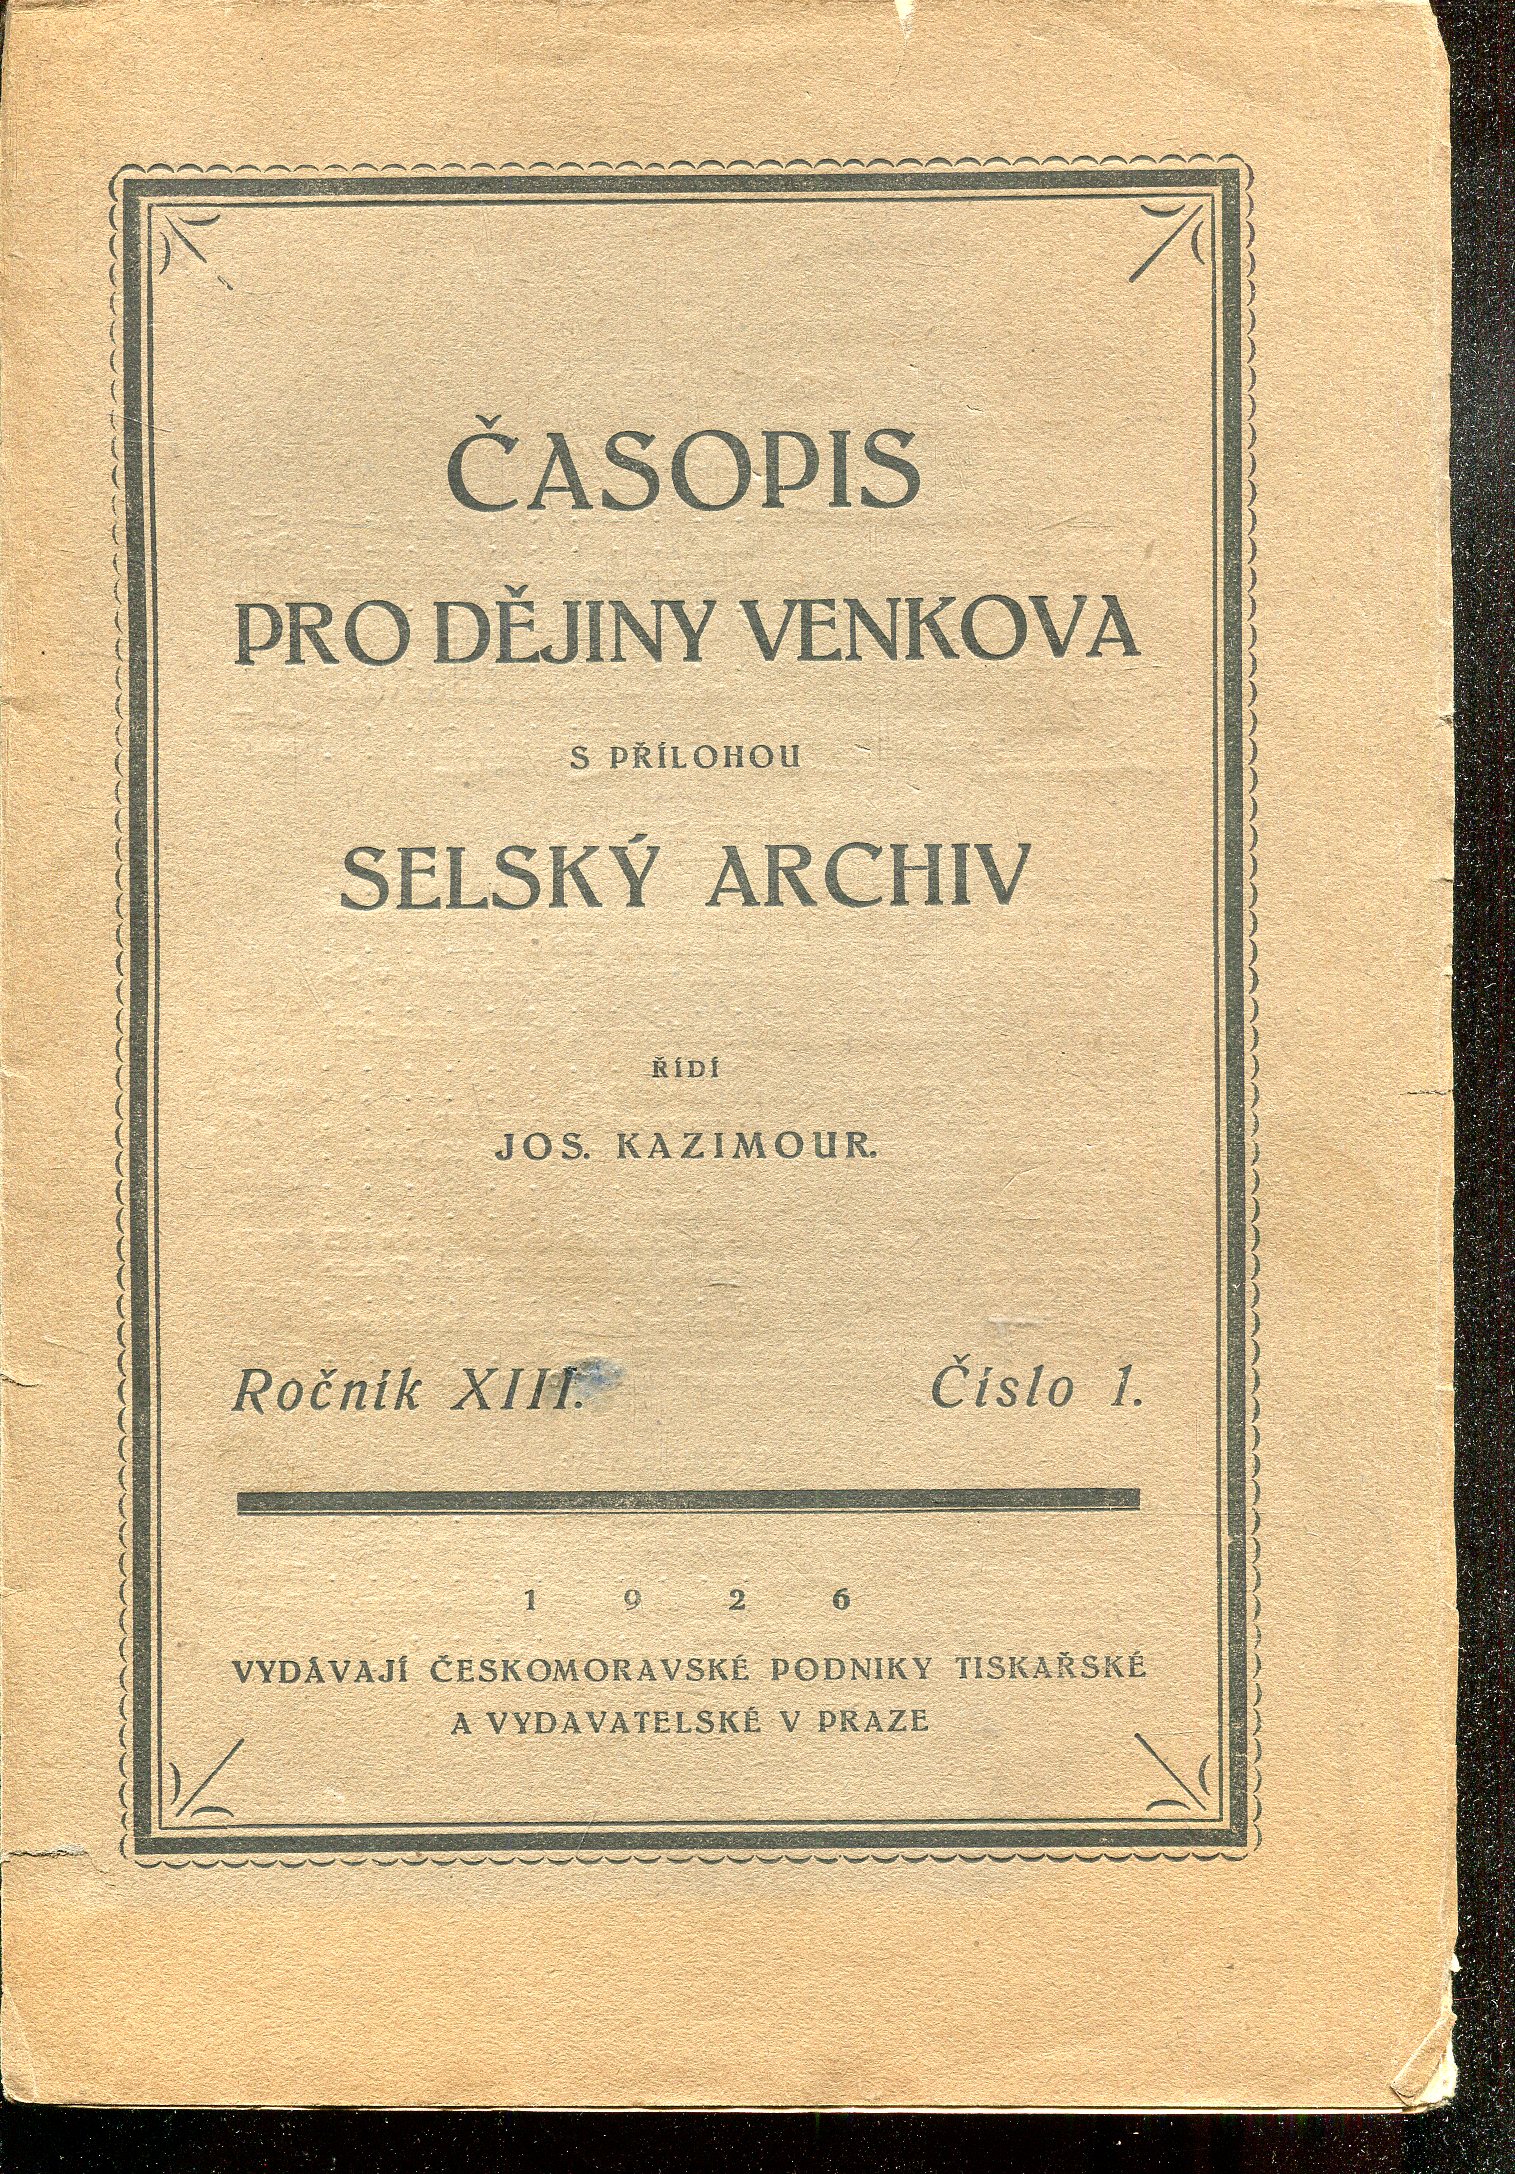 ČASOPIS
PRO DĚJINY VENKOVA
S PŘÍLOHOU
SELSKÝ ARCHIV
ŘÍDÍ
JOS. KAZIMOUR.
Ročník XIII. Číslo 1.
1 9 2 6
VYDÁVAJÍ ČESKOMORAVSKÉ PODNIKY TISKAŘSKÉ
A VYDAVATELSKÉ V PRAZE